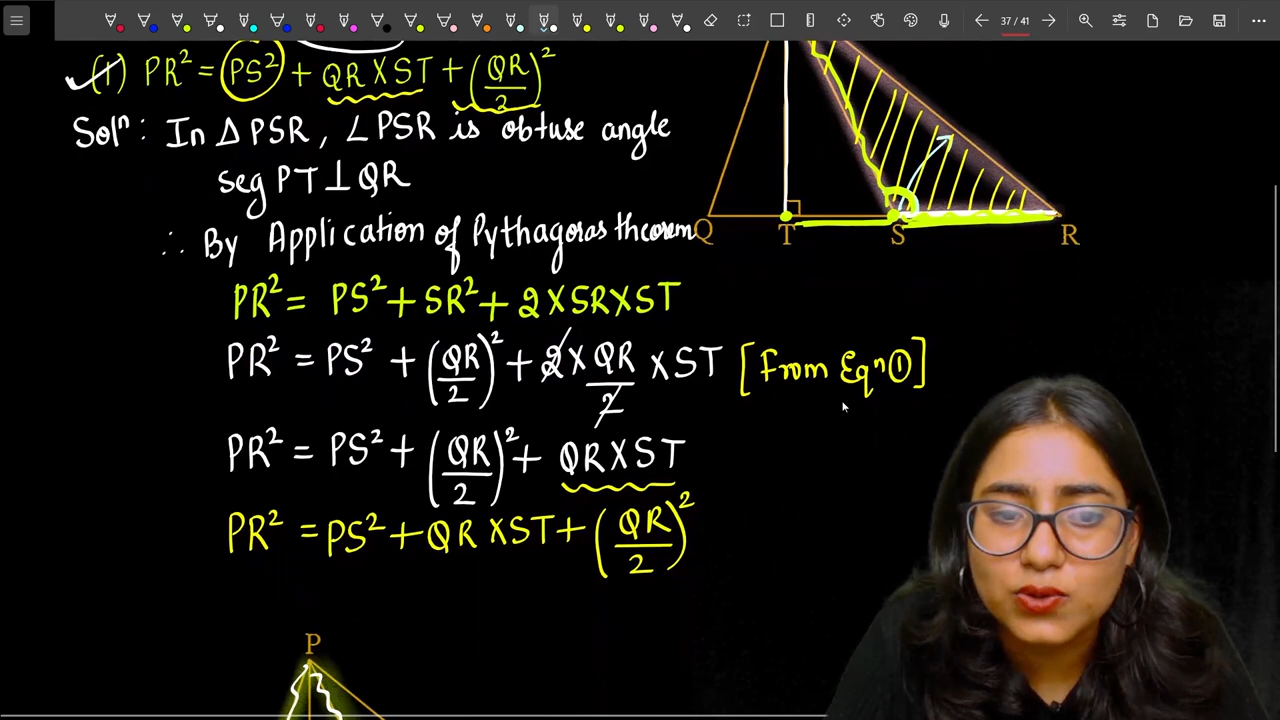 37 / 41
(1) PR² = PS² + QR X ST + (QR/2)²
Solⁿ : In Δ PSR , ∠PSR is obtuse angle
seg PT ⊥ QR
∴ By Application of Pythagoras theorem
PR² = PS² + SR² + 2 X SR X ST
PR² = PS² + (QR/2)² + 2 X QR/2 X ST [From Eqⁿ ①]
PR² = PS² + (QR/2)² + QR X ST
PR² = PS² + QR X ST + (QR/2)²
Q T S R
P